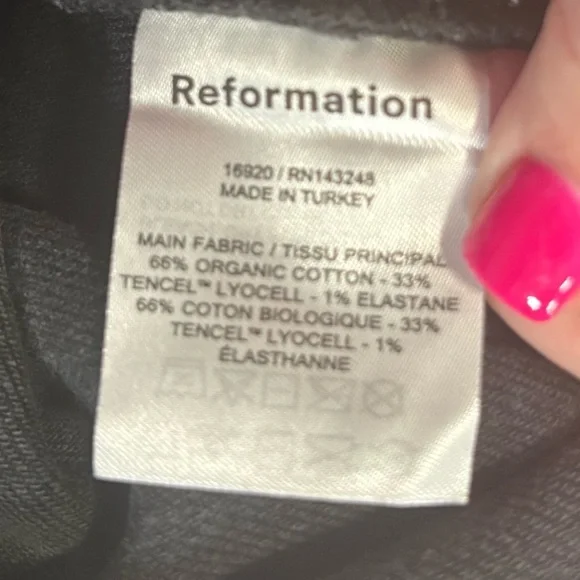 Reformation
16920 / RN143248
MADE IN TURKEY
MAIN FABRIC / TISSU PRINCIPAL
66% ORGANIC COTTON - 33%
TENCEL™ LYOCELL - 1% ELASTANE
66% COTON BIOLOGIQUE - 33%
TENCEL™ LYOCELL - 1%
ÉLASTHANNE